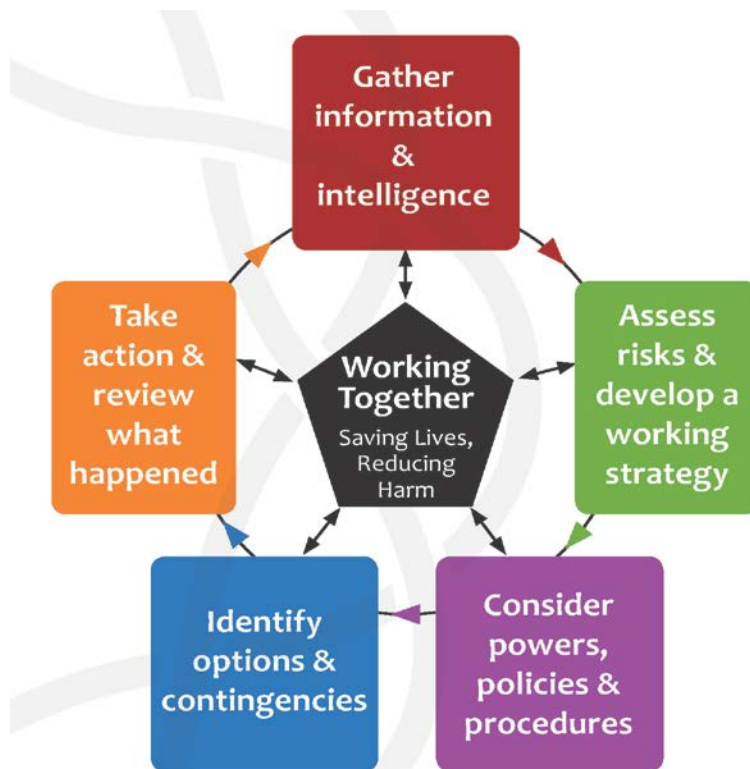 Gather
information
&
intelligence
Assess
risks &
develop a
working
strategy
Consider
powers,
policies &
procedures
Identify
options &
contingencies
Take
action &
review
what
happened
Working
Together
Saving Lives,
Reducing
Harm